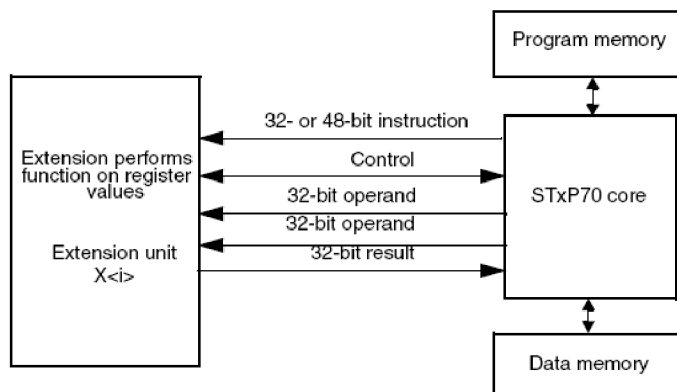 Program memory
32- or 48-bit instruction
Extension performs
function on register
values
Control
STxP70 core
32-bit operand
32-bit operand
Extension unit
X<i>
32-bit result
Data memory